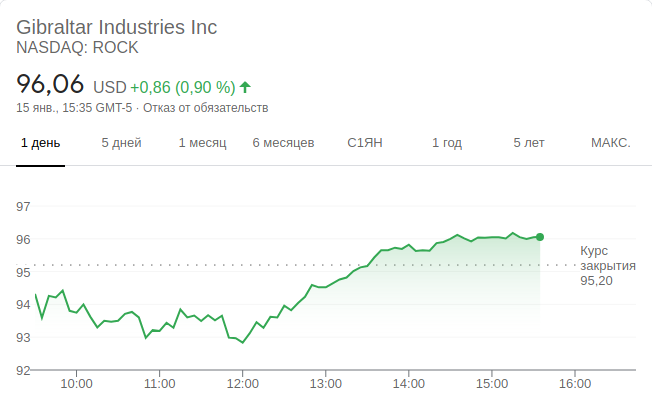 Gibraltar Industries Inc
NASDAQ: ROCK
96,06 USD +0,86 (0,90 %)
15 янв., 15:35 GMT-5 · Отказ от обязательств
1 день 5 дней 1 месяц 6 месяцев С1ЯН 1 год 5 лет МАКС.
97
96
95
94
93
92
Курс
закрытия
95,20
10:00 11:00 12:00 13:00 14:00 15:00 16:00